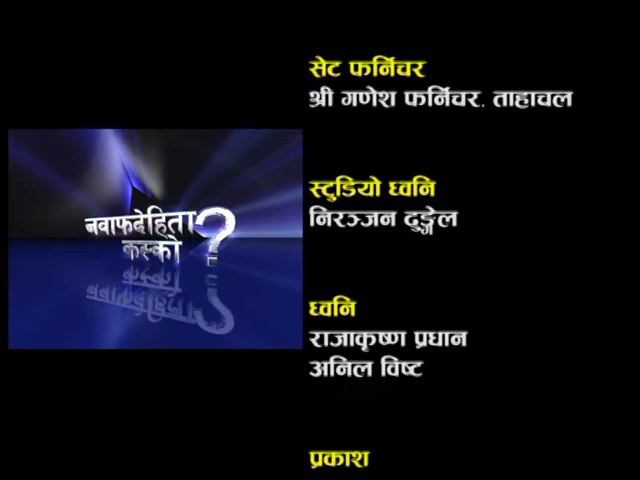 नवाफदेहिता
कस्को ?
सेट फर्निचर
श्री गणेश फर्निचर. ताहाचल
स्टुडियो ध्वनि
निरञ्जन ढुङ्गेल
ध्वनि
राजाकृष्ण प्रधान
अनिल विष्ट
प्रकाश